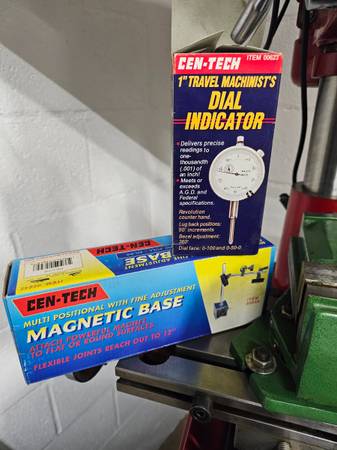 CEN-TECH
ITEM 00623
1" TRAVEL MACHINIST'S
DIAL
INDICATOR
• Delivers precise
readings to
one-
thousandth
(.001) of
an inch!
• Meets or
exceeds
A.G.D. and
Federal
specifications.
Revolution
counter hand.
Lug back positions:
90° increments
Bezel adjustment:
360°
Dial face: 0-100 and 0-50-0
CEN-TECH
FINE
ADJUSTMENT
BASE
CEN-TECH
MULTI POSITIONAL WITH FINE ADJUSTMENT
MAGNETIC BASE
ATTACH POWERFUL MAGNET
TO FLAT OR ROUND SURFACES
FLEXIBLE JOINTS REACH OUT TO 12"